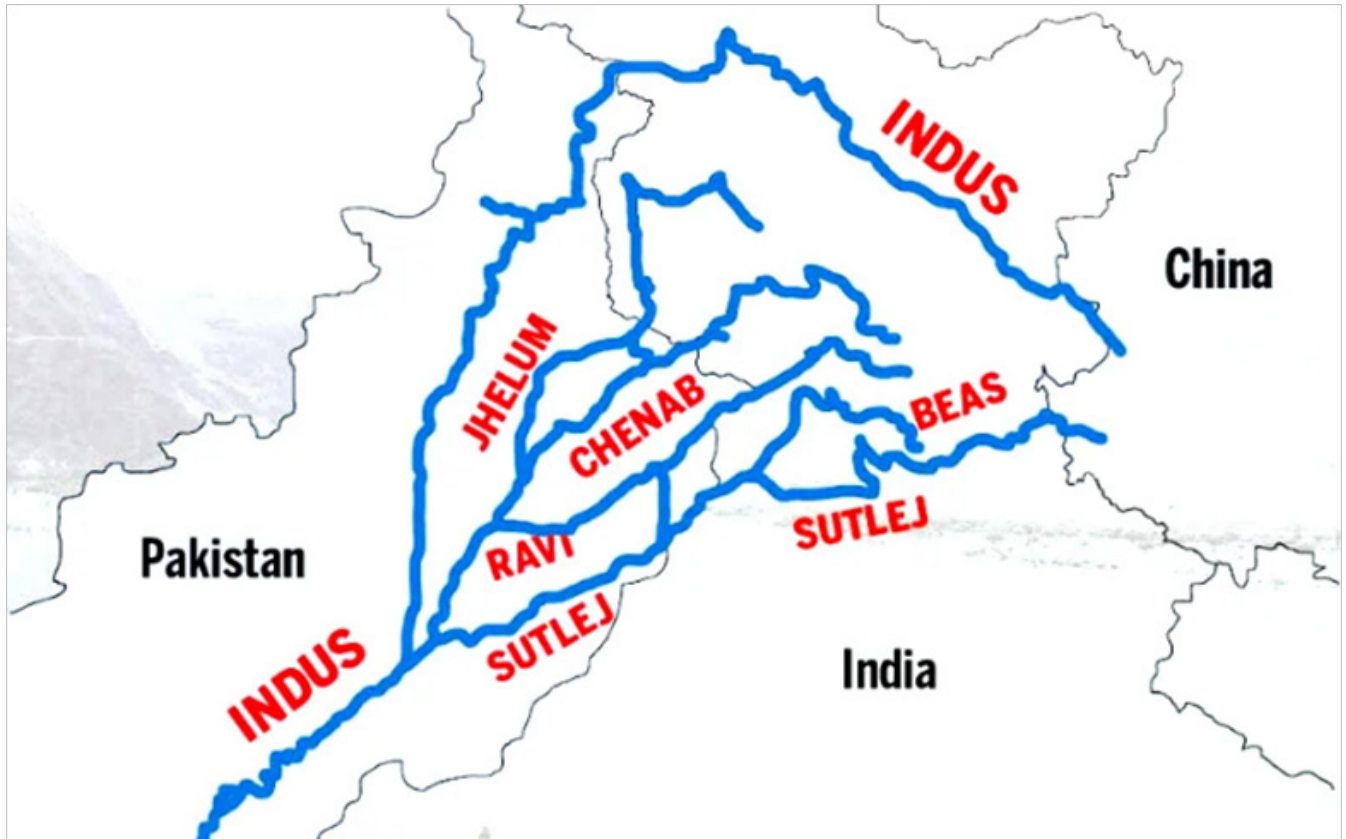 INDUS
China
JHELUM
CHENAB
BEAS
SUTLEJ
RAVI
Pakistan
SUTLEJ
India
INDUS